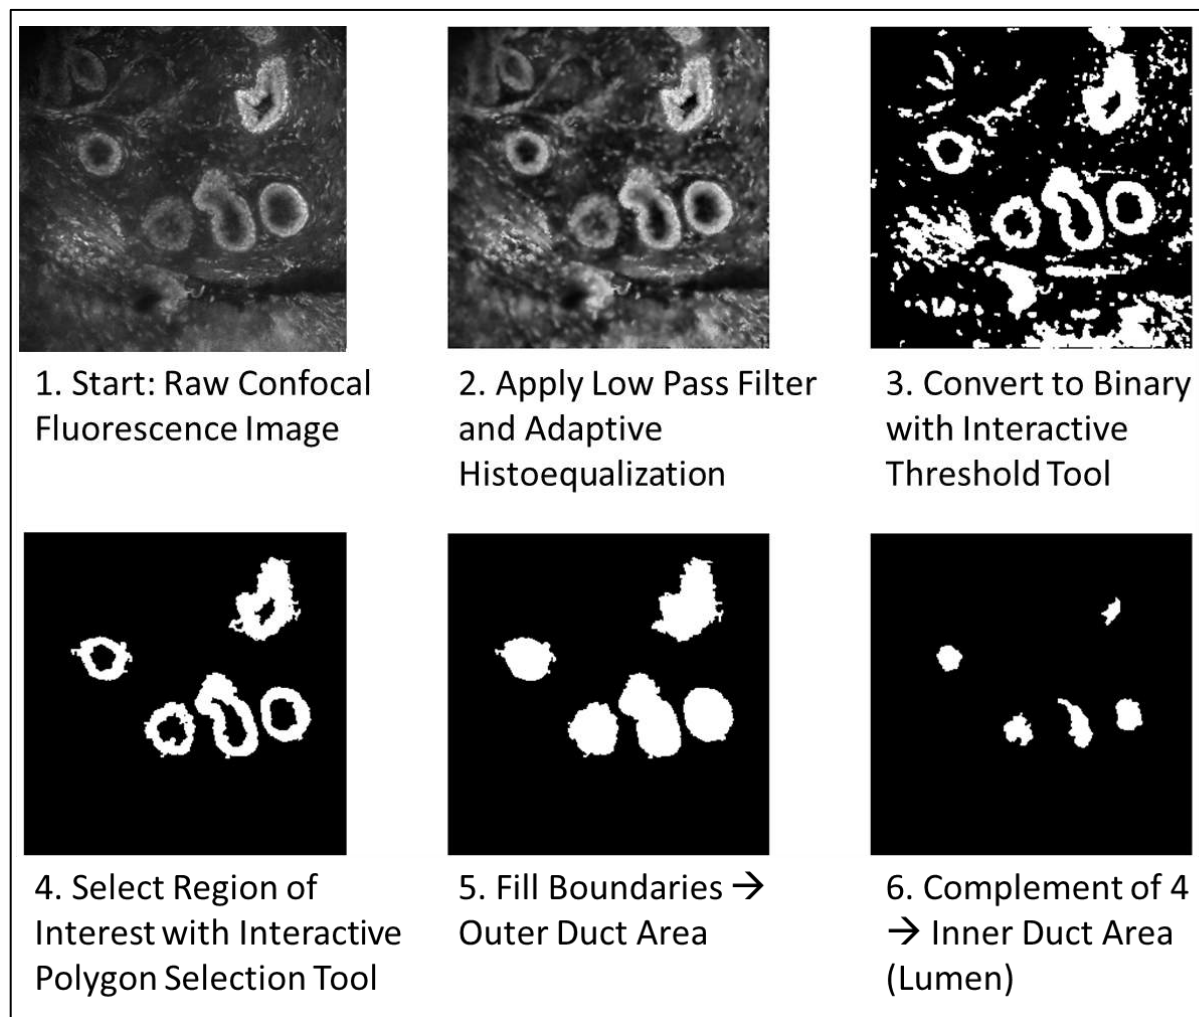 1. Start: Raw Confocal
Fluorescence Image
2. Apply Low Pass Filter
and Adaptive
Histoequalization
3. Convert to Binary
with Interactive
Threshold Tool
4. Select Region of
Interest with Interactive
Polygon Selection Tool
5. Fill Boundaries →
Outer Duct Area
6. Complement of 4
→ Inner Duct Area
(Lumen)